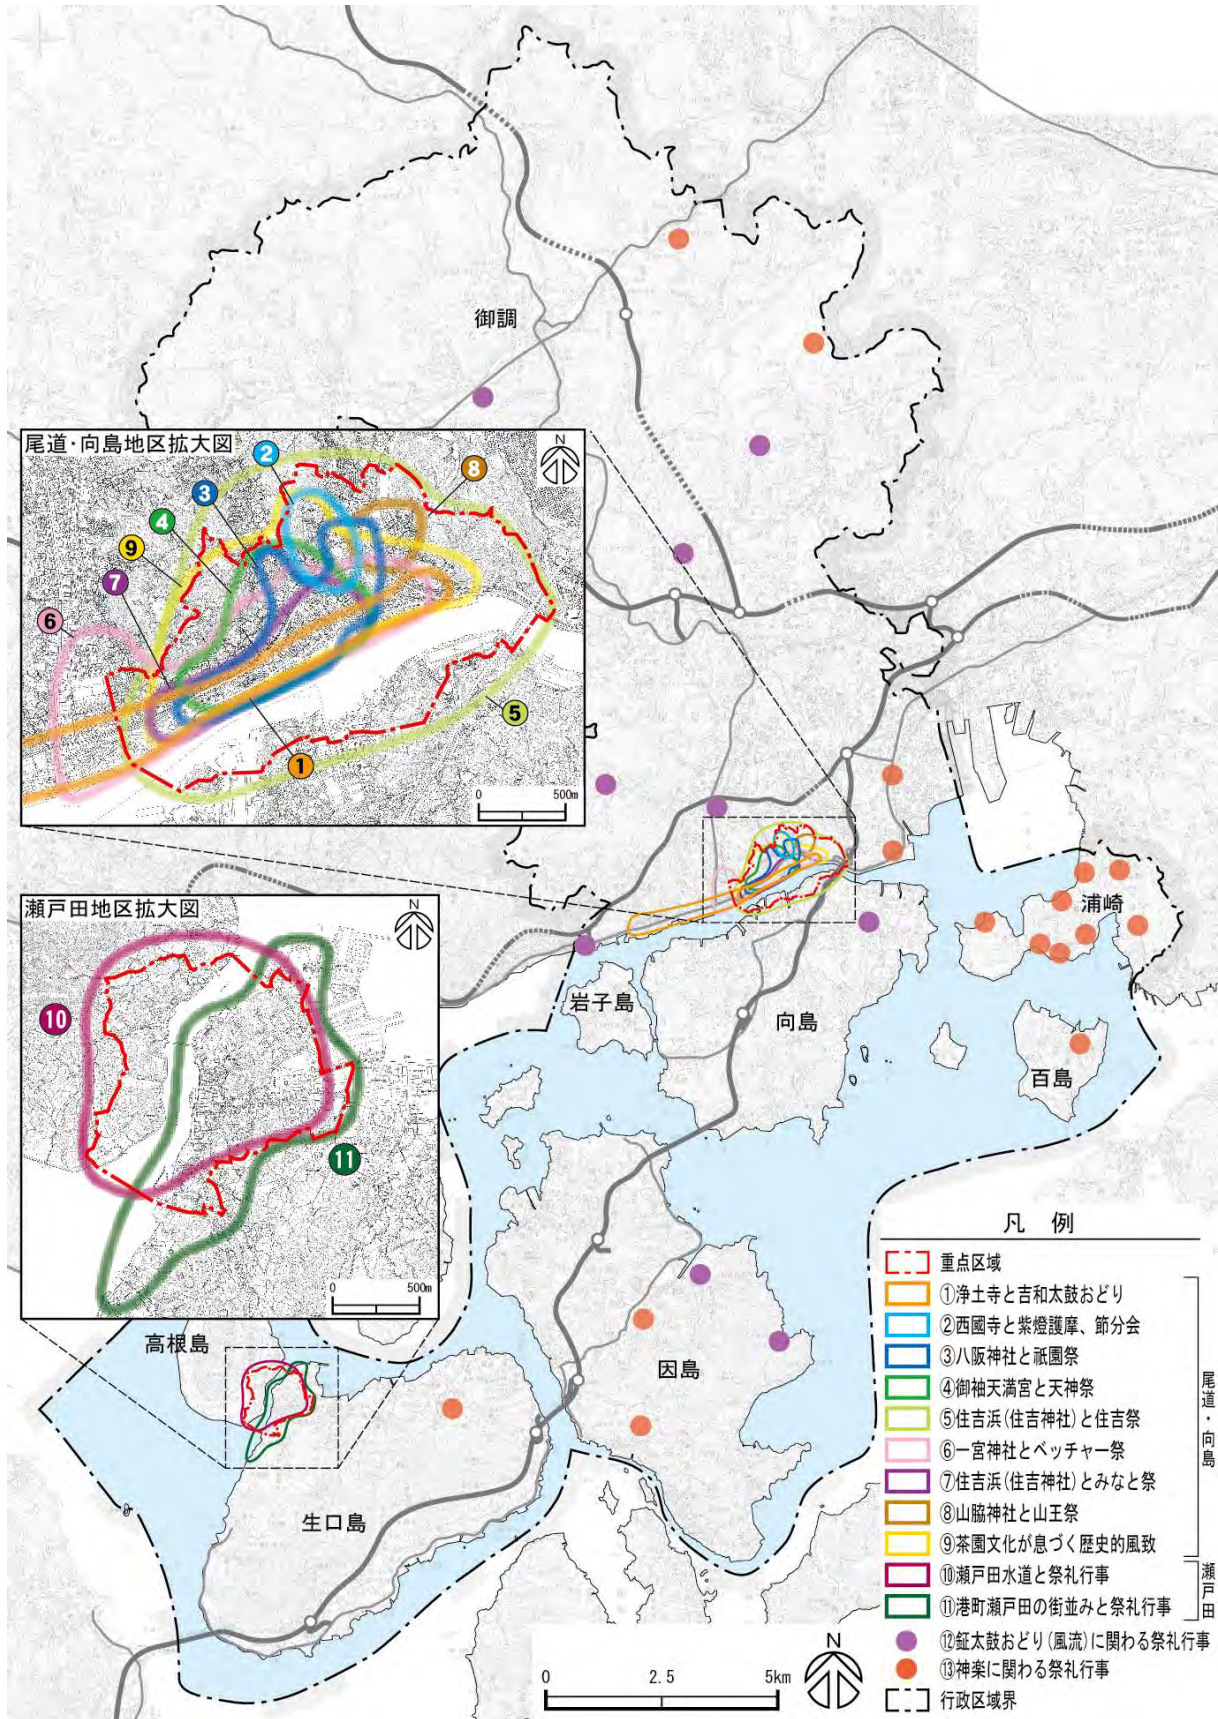 御調
尾道・向島地区拡大図
N
2
8
3
4
9
7
6
5
1
0 500m
瀬戸田地区拡大図
N
10
11
0 500m
浦崎
岩子島
向島
百島
高根島
因島
生口島
凡 例
重点区域
①浄土寺と吉和太鼓おどり
②西國寺と紫燈護摩、節分会
③八阪神社と祇園祭
④御袖天満宮と天神祭
⑤住吉浜(住吉神社)と住吉祭
⑥一宮神社とベッチャー祭
⑦住吉浜(住吉神社)とみなと祭
⑧山脇神社と山王祭
⑨茶園文化が息づく歴史的風致
尾道・向島
⑩瀬戸田水道と祭礼行事
⑪港町瀬戸田の街並みと祭礼行事
瀬戸田
⑫鉦太鼓おどり(風流)に関わる祭礼行事
⑬神楽に関わる祭礼行事
行政区域界
N
0 2.5 5km